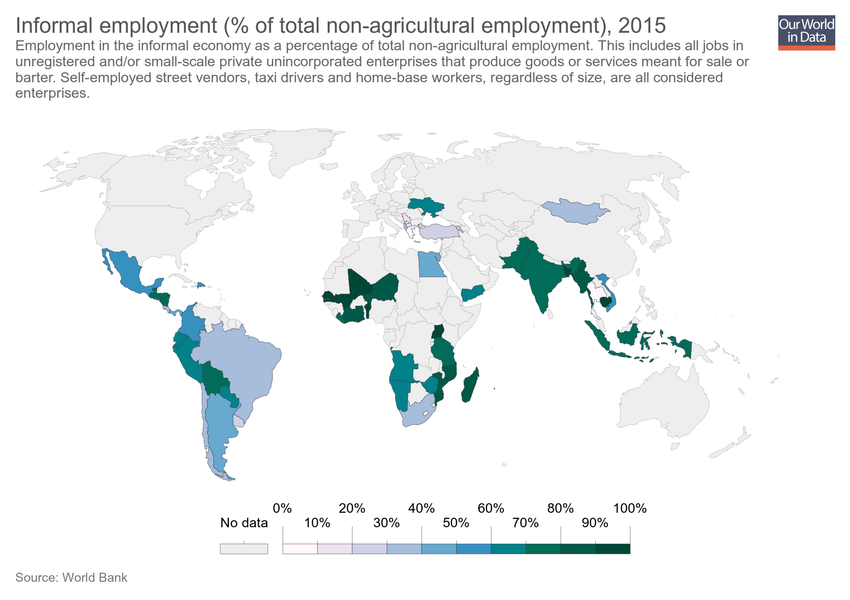 Informal employment (% of total non-agricultural employment), 2015
Our World
in Data
Employment in the informal economy as a percentage of total non-agricultural employment. This includes all jobs in
unregistered and/or small-scale private unincorporated enterprises that produce goods or services meant for sale or
barter. Self-employed street vendors, taxi drivers and home-base workers, regardless of size, are all considered
enterprises.
0% 20% 40% 60% 80% 100%
No data 10% 30% 50% 70% 90%
Source: World Bank